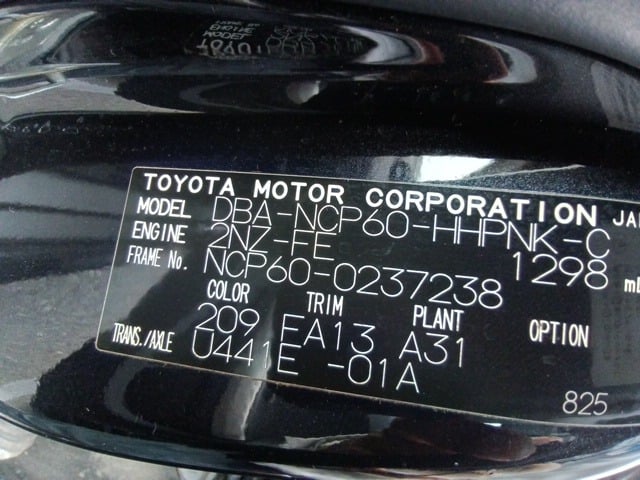 TOYOTA MOTOR CORPORATION JA
MODEL DBA-NCP60-HHPNK-C
ENGINE 2NZ-FE 1298 m
FRAME No. NCP60-0237238
COLOR TRIM PLANT OPTION
209 EA13 A31
TRANS./AXLE U441E -01A
825